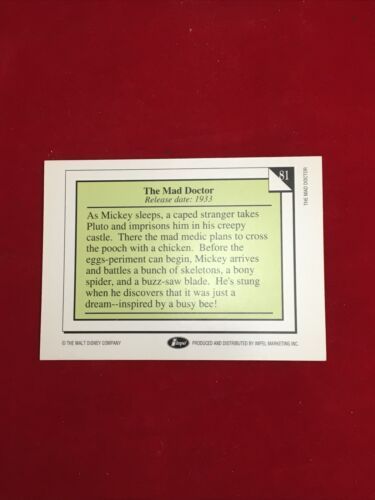 81
THE MAD DOCTOR
The Mad Doctor
Release date: 1933
As Mickey sleeps, a caped stranger takes
Pluto and imprisons him in his creepy
castle. There the mad medic plans to cross
the pooch with a chicken. Before the
eggs-periment can begin, Mickey arrives
and battles a bunch of skeletons, a bony
spider, and a buzz-saw blade. He's stung
when he discovers that it was just a
dream--inspired by a busy bee!
© THE WALT DISNEY COMPANY
Impel
PRODUCED AND DISTRIBUTED BY IMPEL MARKETING INC.